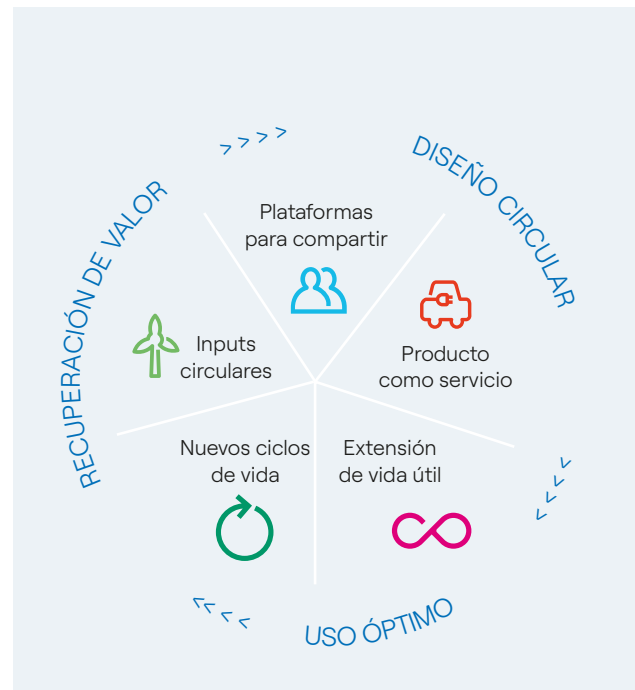 DISEÑO CIRCULAR
RECUPERACIÓN DE VALOR
Plataformas
para compartir
Inputs
circulares
Producto
como servicio
Nuevos ciclos
de vida
Extensión
de vida útil
USO ÓPTIMO